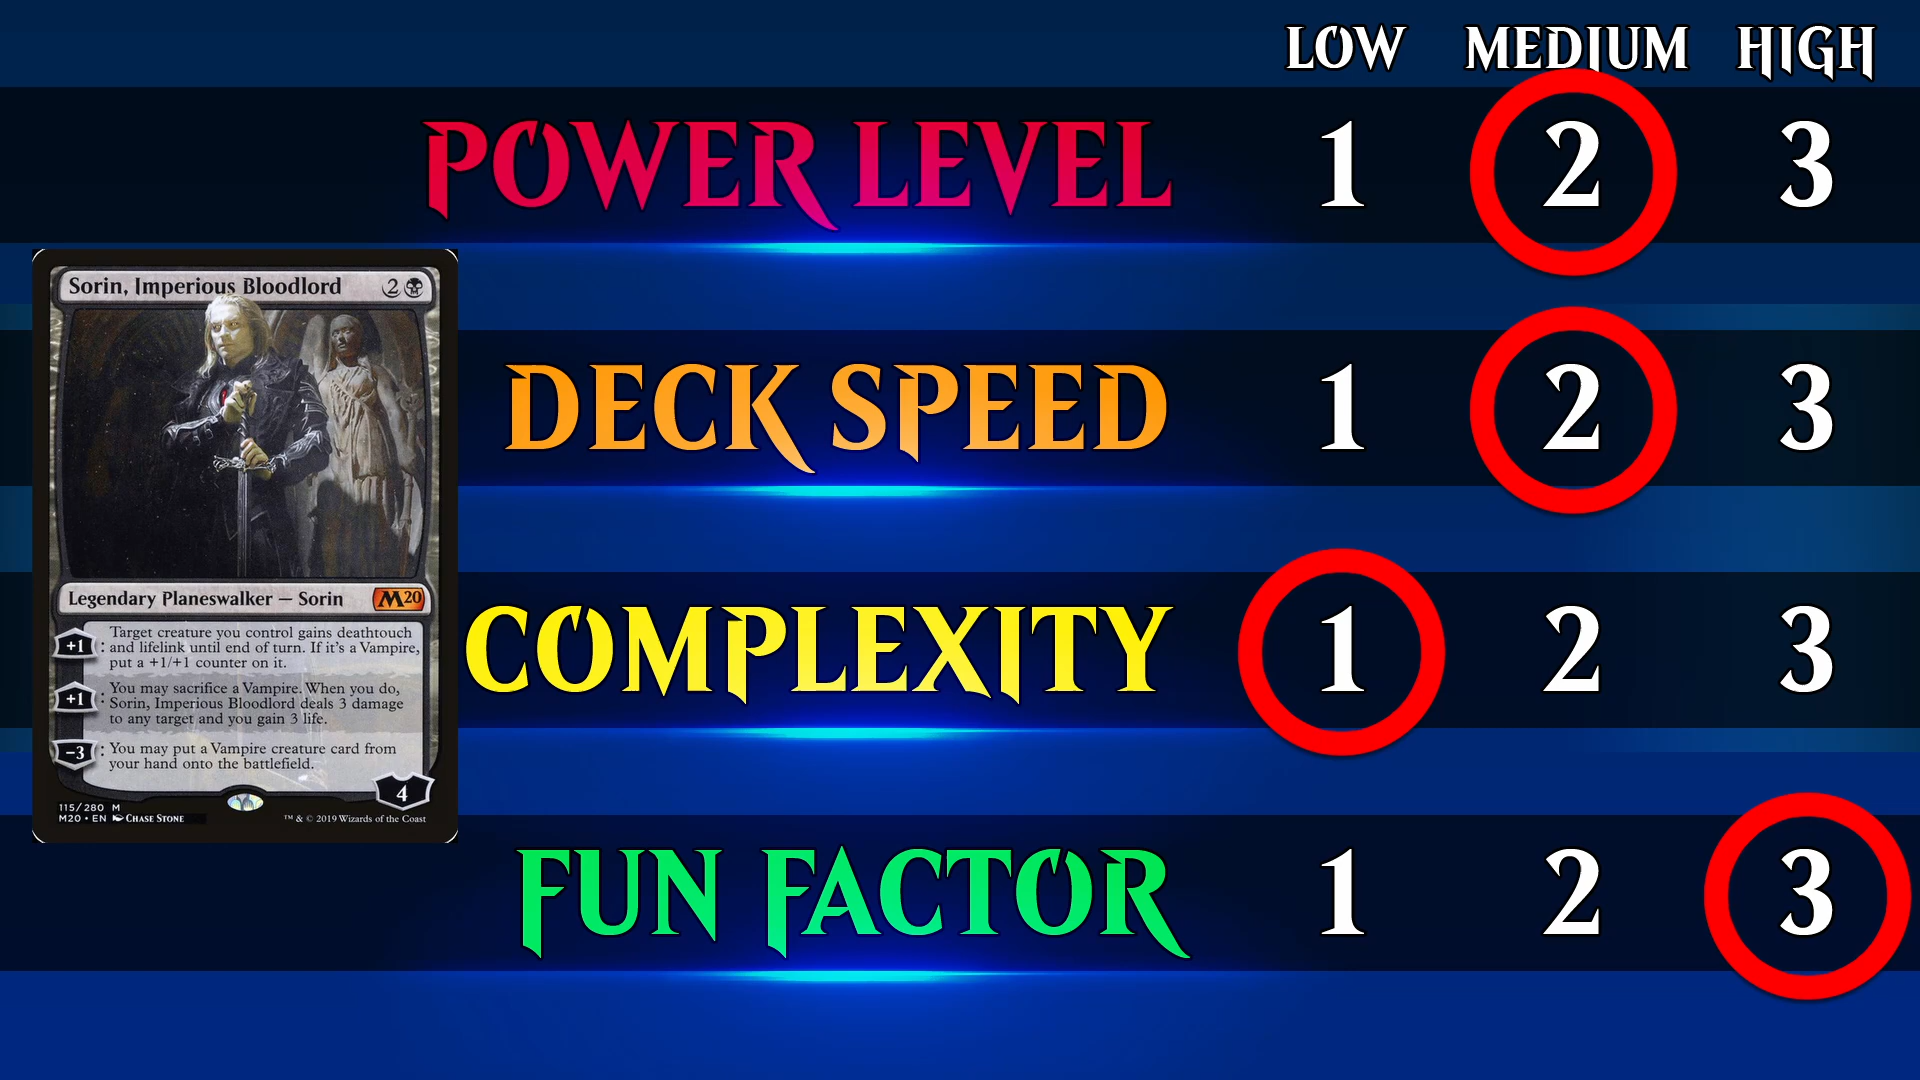 LOW MEDIUM HIGH
POWER LEVEL 1 2 3
Sorin, Imperious Bloodlord 2
DECK SPEED 1 2 3
Legendary Planeswalker — Sorin M20
COMPLEXITY 1 2 3
+1 : Target creature you control gains deathtouch
and lifelink until end of turn. If it's a Vampire,
put a +1/+1 counter on it.
+1 : You may sacrifice a Vampire. When you do,
Sorin, Imperious Bloodlord deals 3 damage
to any target and you gain 3 life.
−3 : You may put a Vampire creature card from
your hand onto the battlefield.
4
115/280 M
M20 • EN CHASE STONE ™ & © 2019 Wizards of the Coast
FUN FACTOR 1 2 3